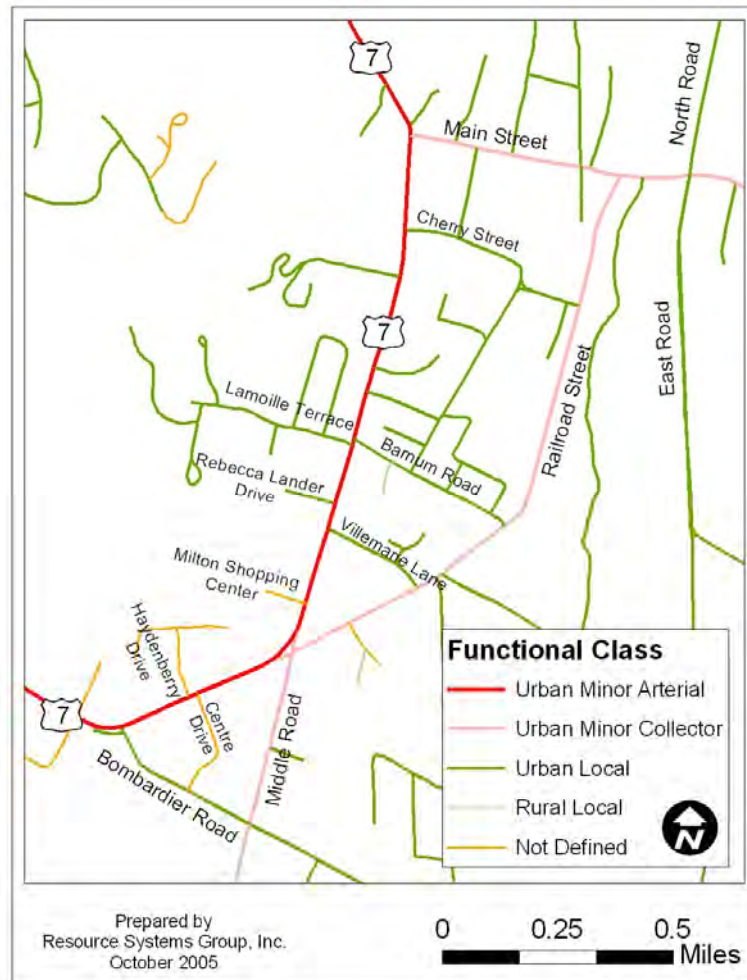 7
Main Street
North Road
Cherry Street
7
East Road
Railroad Street
Lamoille Terrace
Barnum Road
Rebecca Lander
Drive
Villemarie Lane
Milton Shopping
Center
Haydenberry
Drive
Centre
Drive
7
Middle Road
Bombardier Road
Functional Class
Urban Minor Arterial
Urban Minor Collector
Urban Local
Rural Local
Not Defined
N
Prepared by
Resource Systems Group, Inc.
October 2005
0 0.25 0.5
Miles